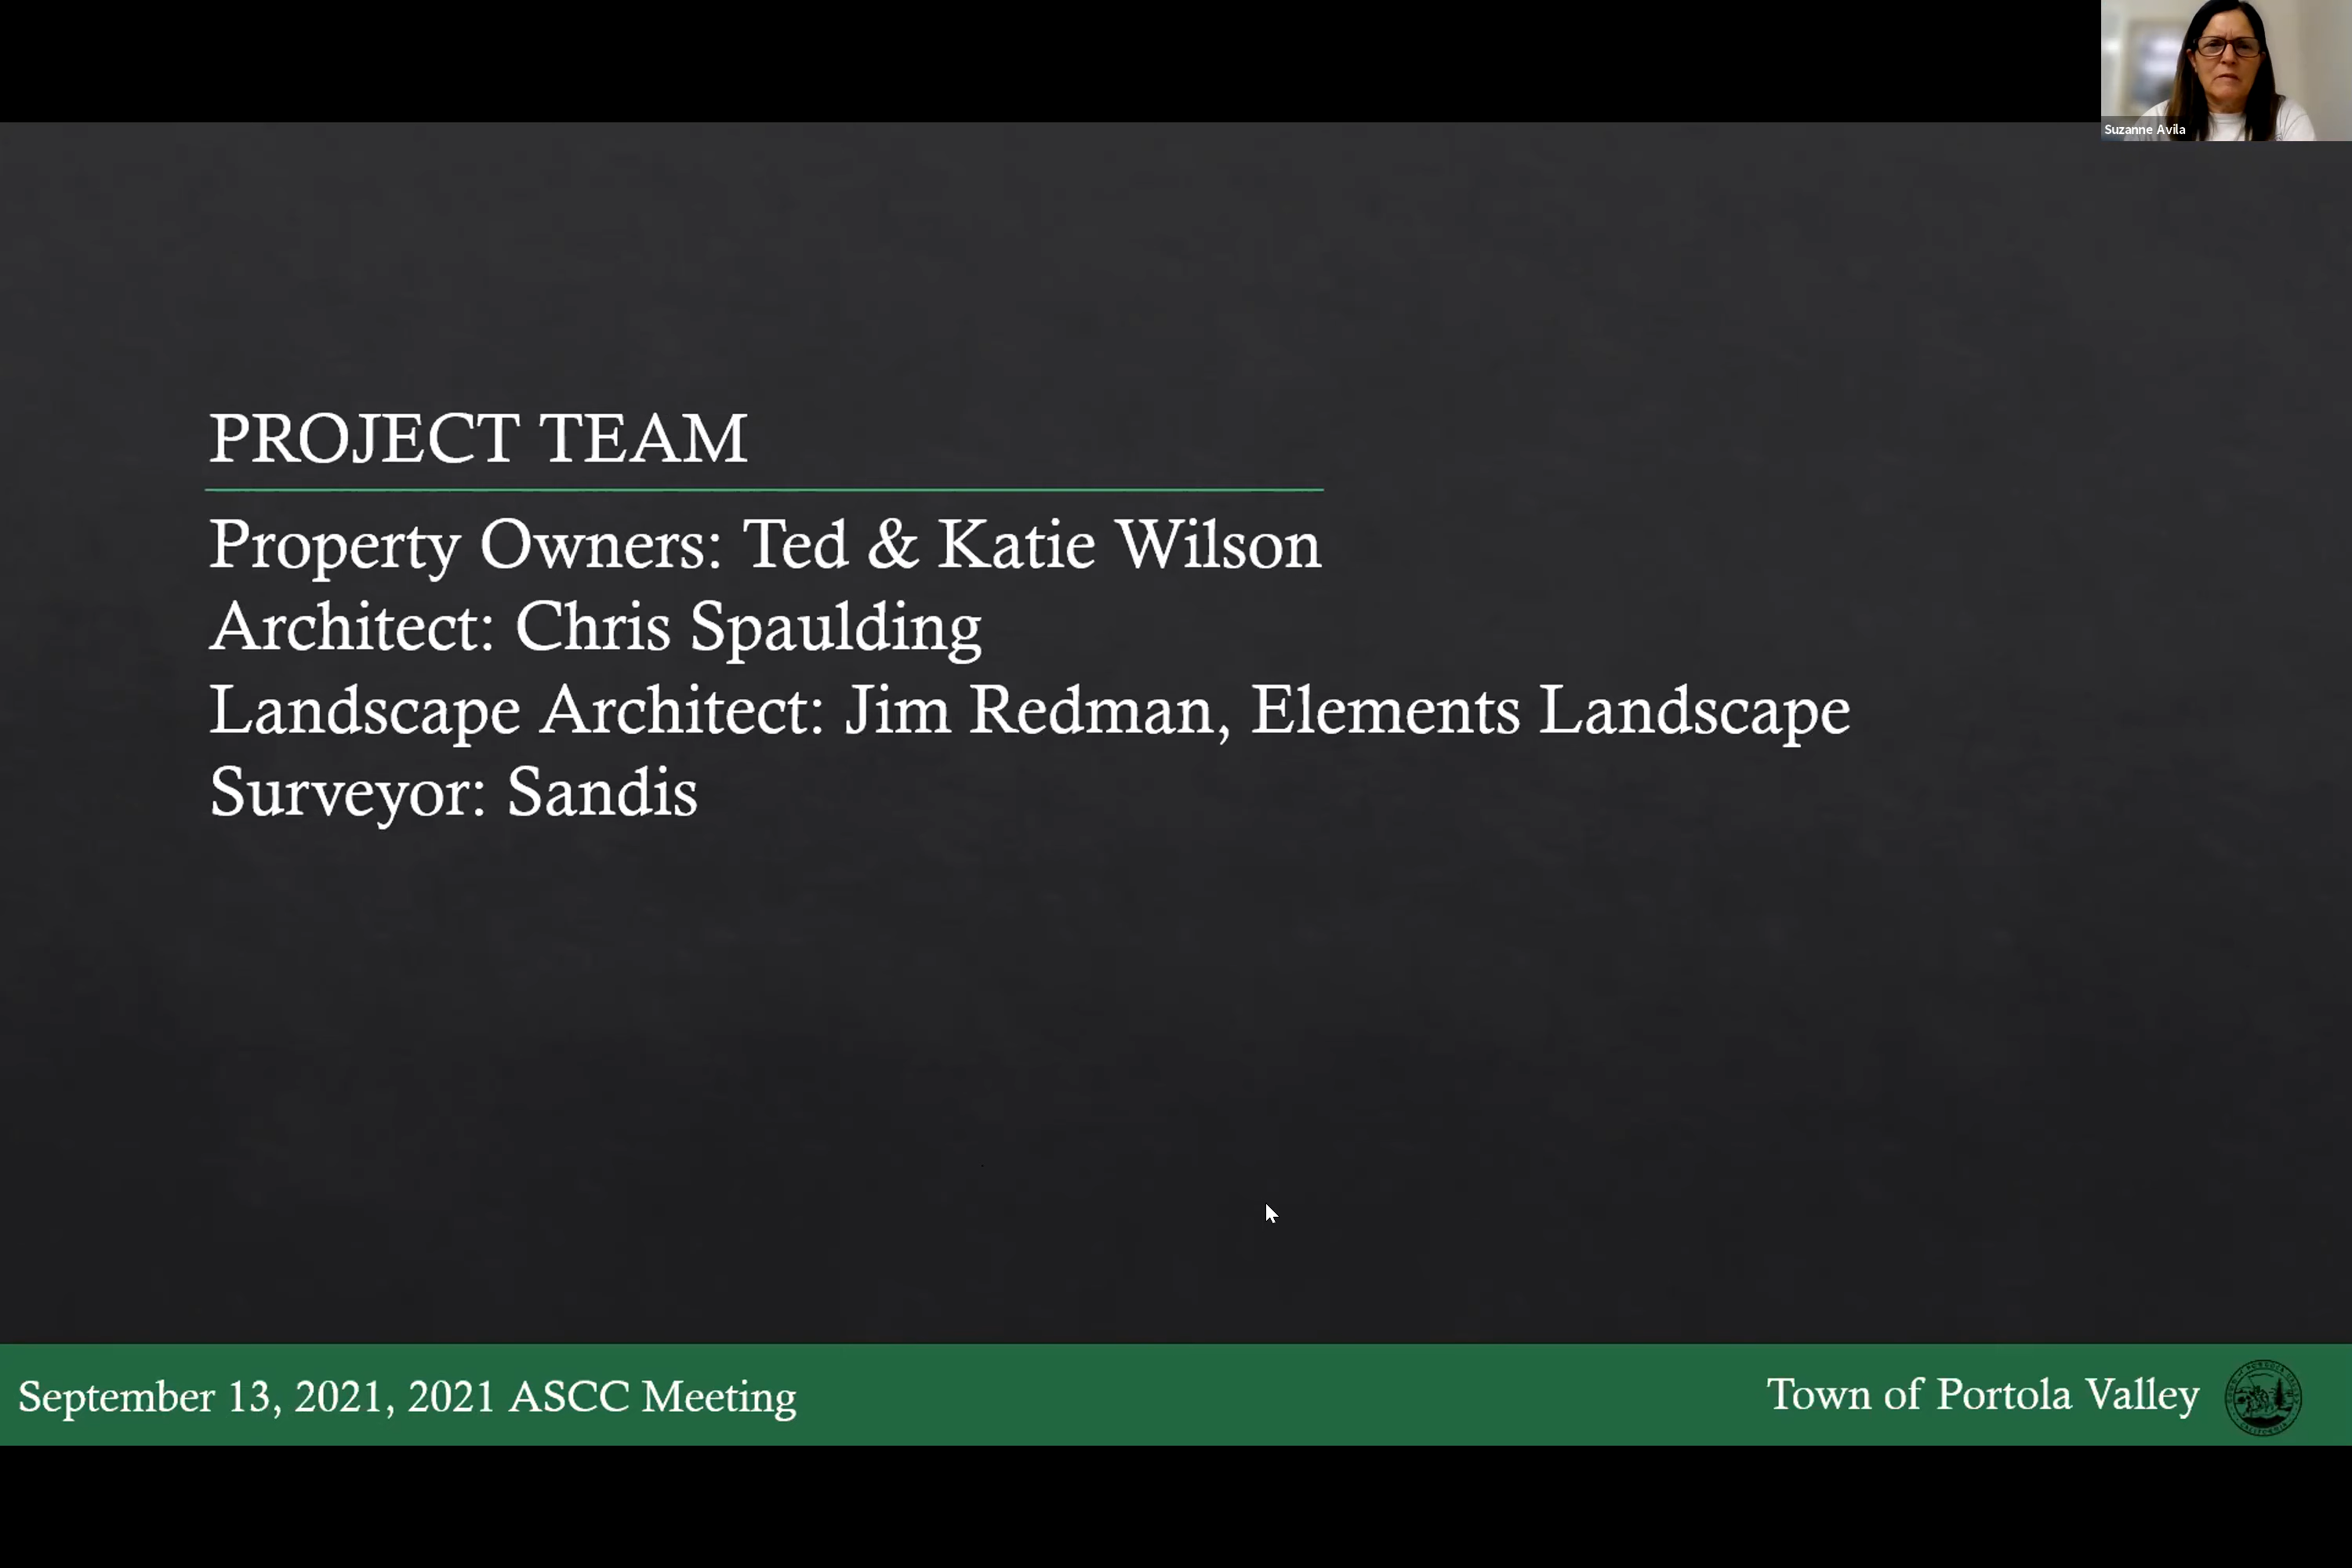 Suzanne Avila
PROJECT TEAM
Property Owners: Ted & Katie Wilson
Architect: Chris Spaulding
Landscape Architect: Jim Redman, Elements Landscape
Surveyor: Sandis
September 13, 2021, 2021 ASCC Meeting
Town of Portola Valley